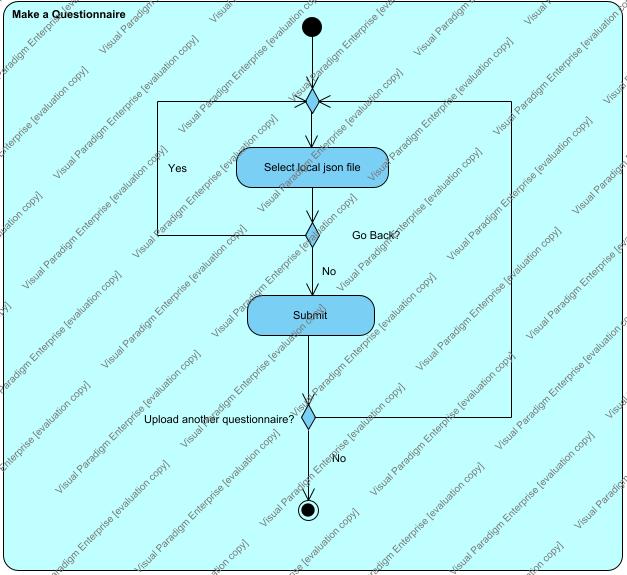 Make a Questionnaire
Select local json file
Yes
Go Back?
No
Submit
Upload another questionnaire?
No
Visual Paradigm Enterprise [evaluation copy]